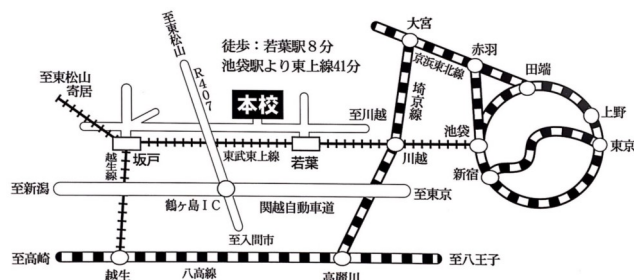 大宮
至東松山
徒歩：若葉駅８分
池袋駅より東上線41分
京浜東北線
赤羽
田端
至東松山
寄居
R407
本校
至川越
埼京線
上野
池袋
東京
坂戸
越生線
東武東上線
若葉
川越
新宿
至新潟
鶴ヶ島IC
関越自動車道
至東京
至入間市
至高崎
越生
八高線
高麗川
至八王子